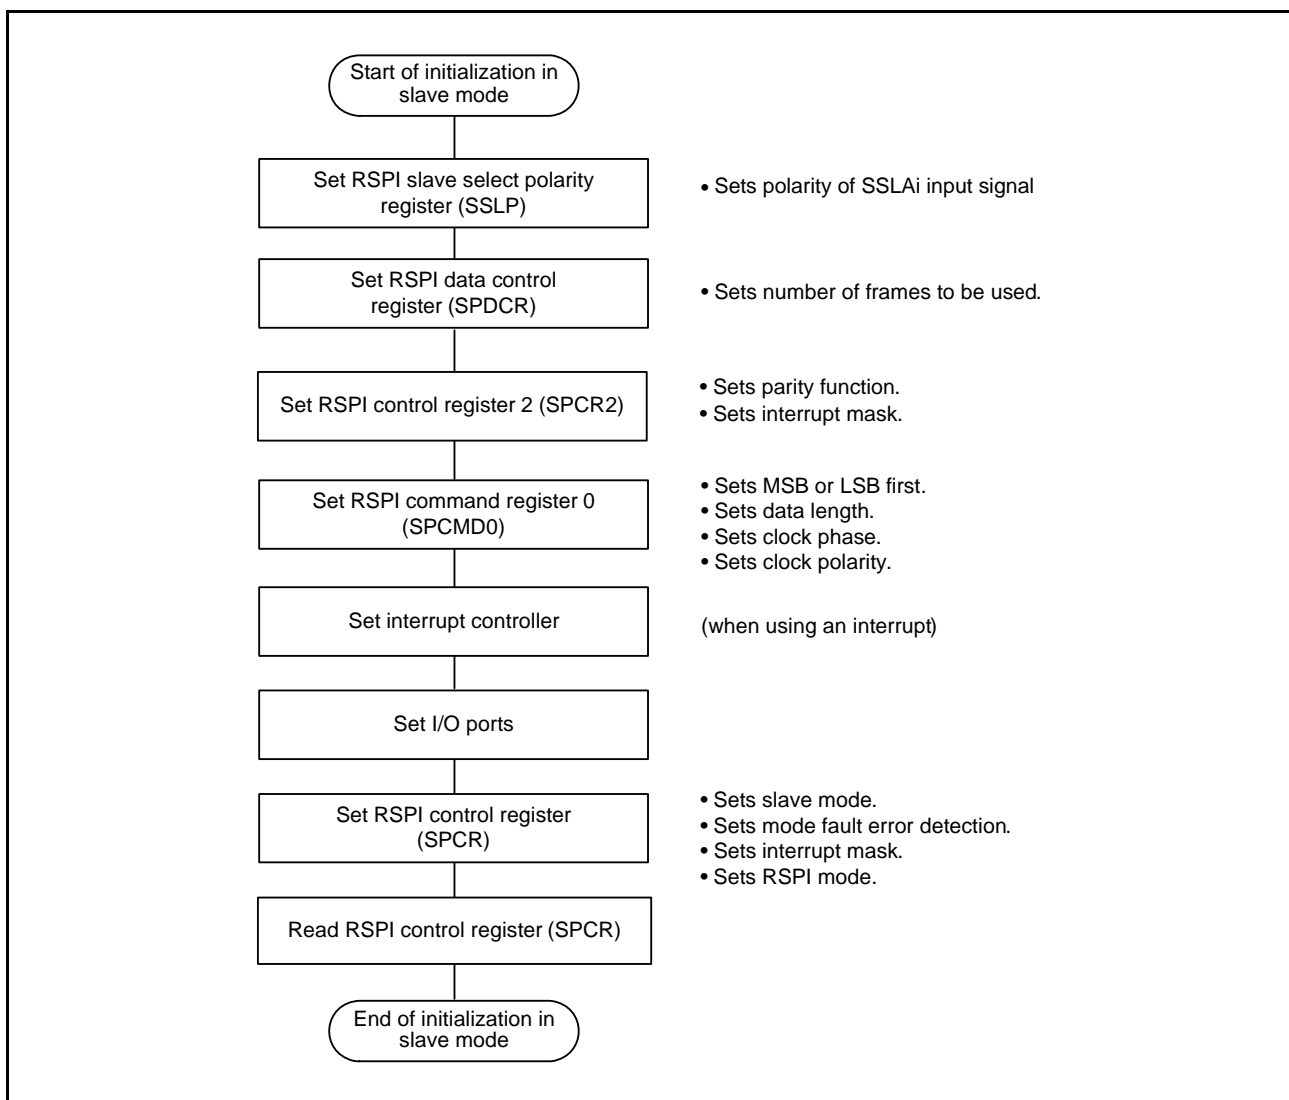 Start of initialization in
slave mode
Set RSPI slave select polarity
register (SSLP)
• Sets polarity of SSLAi input signal
Set RSPI data control
register (SPDCR)
• Sets number of frames to be used.
Set RSPI control register 2 (SPCR2)
• Sets parity function.
• Sets interrupt mask.
Set RSPI command register 0
(SPCMD0)
• Sets MSB or LSB first.
• Sets data length.
• Sets clock phase.
• Sets clock polarity.
Set interrupt controller
(when using an interrupt)
Set I/O ports
Set RSPI control register
(SPCR)
• Sets slave mode.
• Sets mode fault error detection.
• Sets interrupt mask.
• Sets RSPI mode.
Read RSPI control register (SPCR)
End of initialization in
slave mode